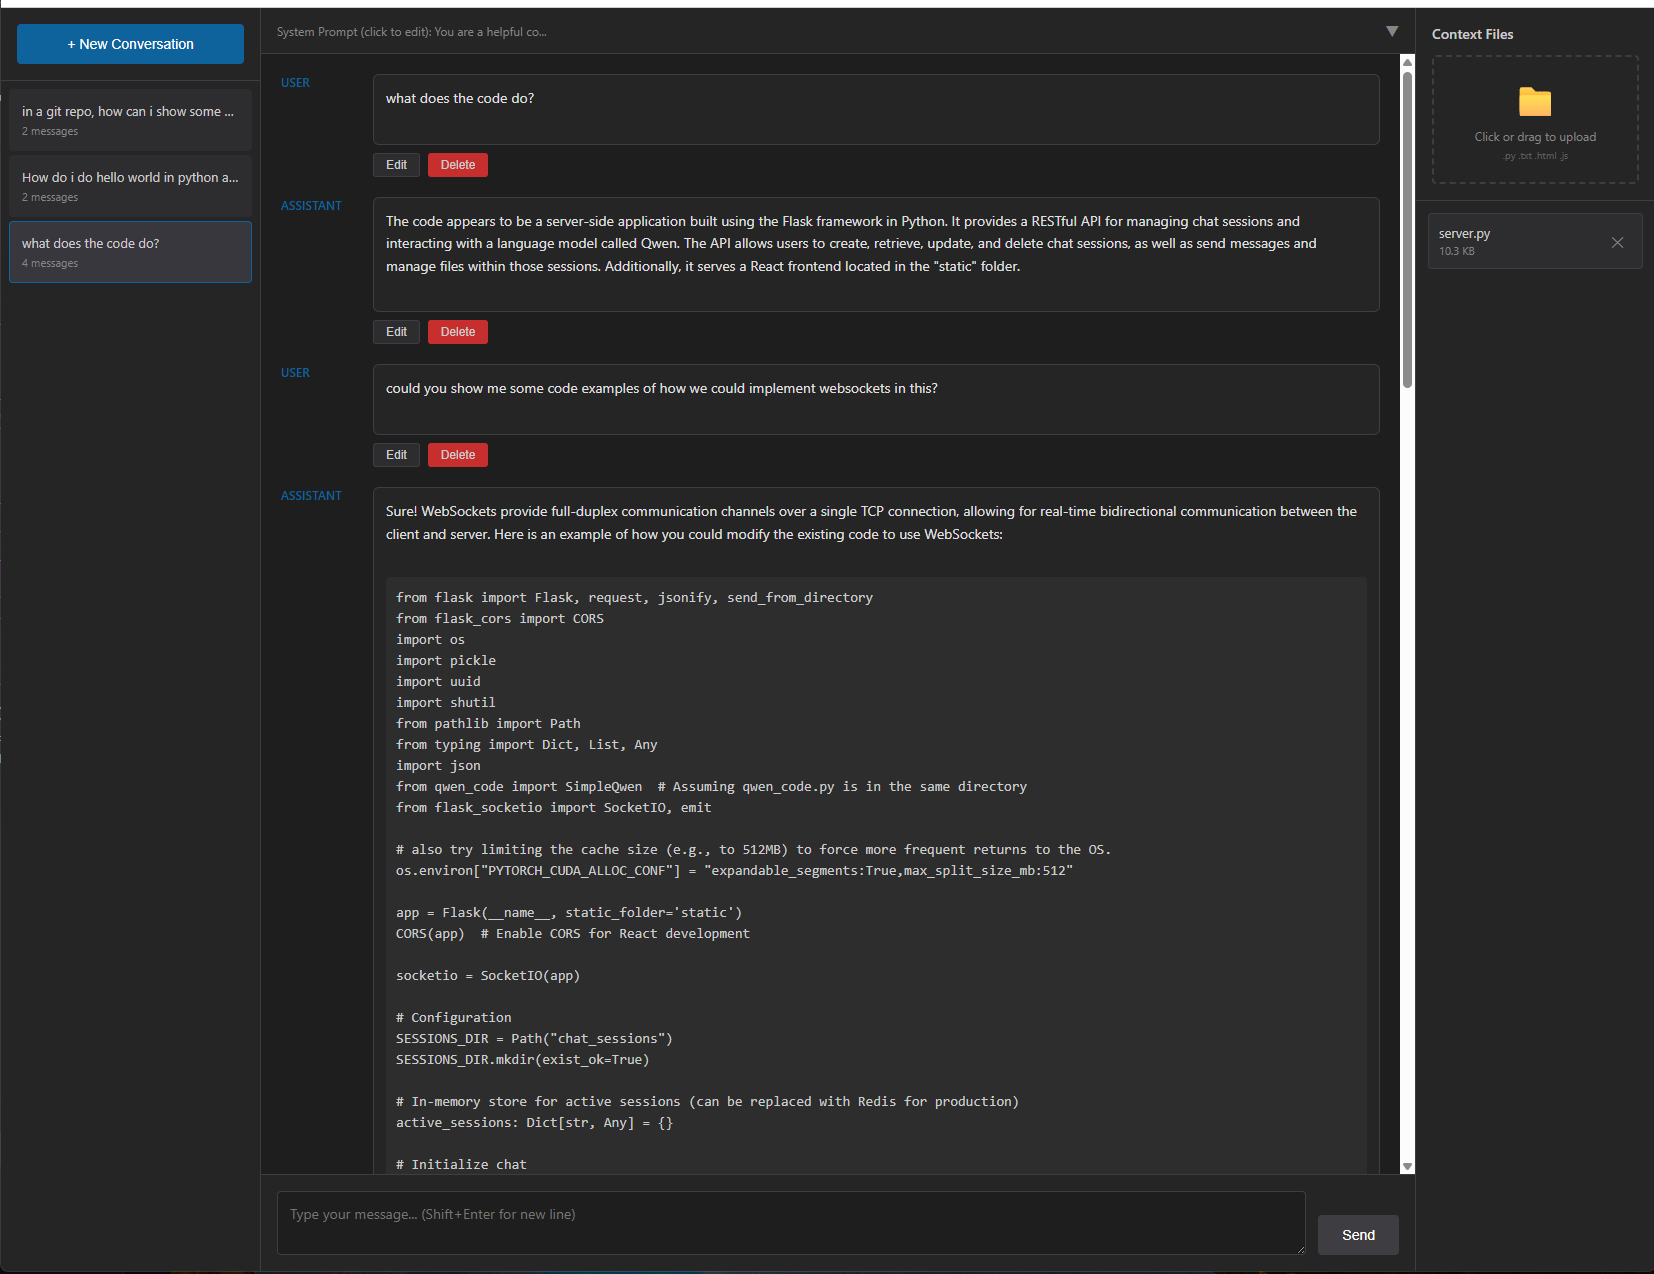 + New Conversation
in a git repo, how can i show some ...
2 messages
How do i do hello world in python a...
2 messages
what does the code do?
4 messages
System Prompt (click to edit): You are a helpful co...
▼
USER
what does the code do?
Edit
Delete
ASSISTANT
The code appears to be a server-side application built using the Flask framework in Python. It provides a RESTful API for managing chat sessions and
interacting with a language model called Qwen. The API allows users to create, retrieve, update, and delete chat sessions, as well as send messages and
manage files within those sessions. Additionally, it serves a React frontend located in the "static" folder.
Edit
Delete
USER
could you show me some code examples of how we could implement websockets in this?
Edit
Delete
ASSISTANT
Sure! WebSockets provide full-duplex communication channels over a single TCP connection, allowing for real-time bidirectional communication between the
client and server. Here is an example of how you could modify the existing code to use WebSockets:
from flask import Flask, request, jsonify, send_from_directory
from flask_cors import CORS
import os
import pickle
import uuid
import shutil
from pathlib import Path
from typing import Dict, List, Any
import json
from qwen_code import SimpleQwen  # Assuming qwen_code.py is in the same directory
from flask_socketio import SocketIO, emit
# also try limiting the cache size (e.g., to 512MB) to force more frequent returns to the OS.
os.environ["PYTORCH_CUDA_ALLOC_CONF"] = "expandable_segments:True,max_split_size_mb:512"
app = Flask(__name__, static_folder='static')
CORS(app)  # Enable CORS for React development
socketio = SocketIO(app)
# Configuration
SESSIONS_DIR = Path("chat_sessions")
SESSIONS_DIR.mkdir(exist_ok=True)
# In-memory store for active sessions (can be replaced with Redis for production)
active_sessions: Dict[str, Any] = {}
# Initialize chat
Type your message... (Shift+Enter for new line)
Send
Context Files
Click or drag to upload
.py .txt .html .js
server.py
10.3 KB